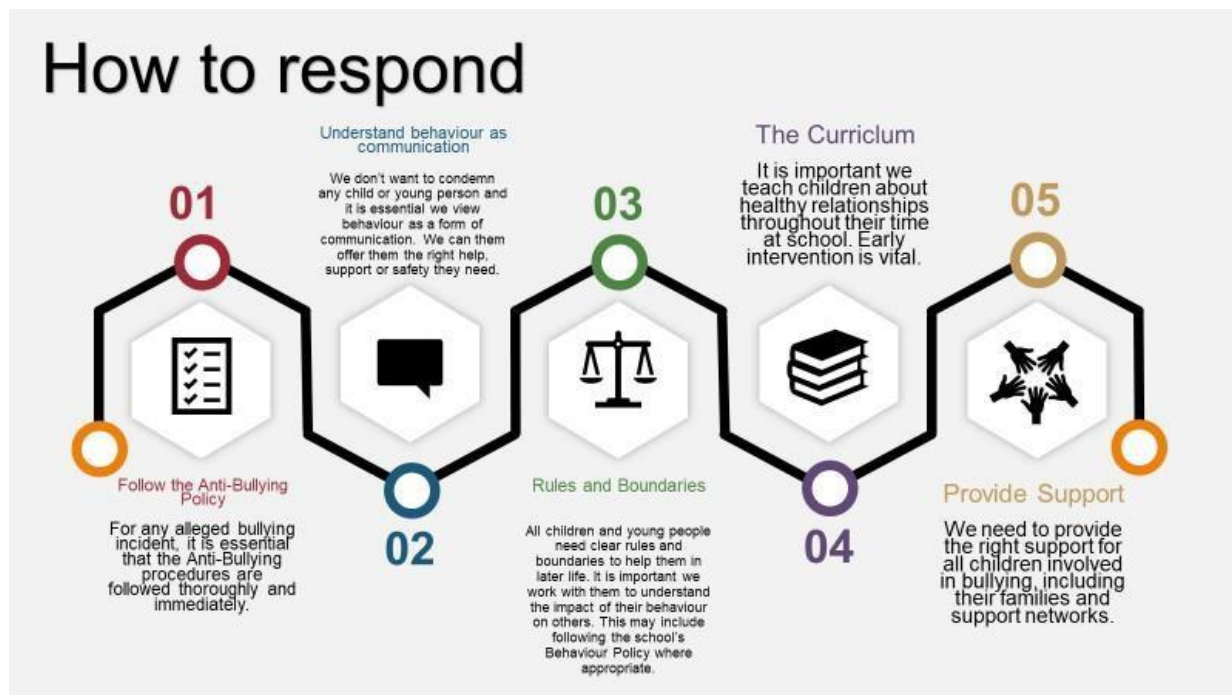 How to respond
01
Follow the Anti-Bullying
Policy
For any alleged bullying
incident, it is essential
that the Anti-Bullying
procedures are
followed thoroughly and
immediately.
Understand behaviour as
communication
We don't want to condemn
any child or young person and
it is essential we view
behaviour as a form of
communication. We can them
offer them the right help,
support or safety they need.
02
03
Rules and Boundaries
All children and young people
need clear rules and
boundaries to help them in
later life. It is important we
work with them to understand
the impact of their behaviour
on others. This may include
following the school's
Behaviour Policy where
appropriate.
The Curriclum
It is important we
teach children about
healthy relationships
throughout their time
at school. Early
intervention is vital.
04
05
Provide Support
We need to provide
the right support for
all children involved
in bullying, including
their families and
support networks.